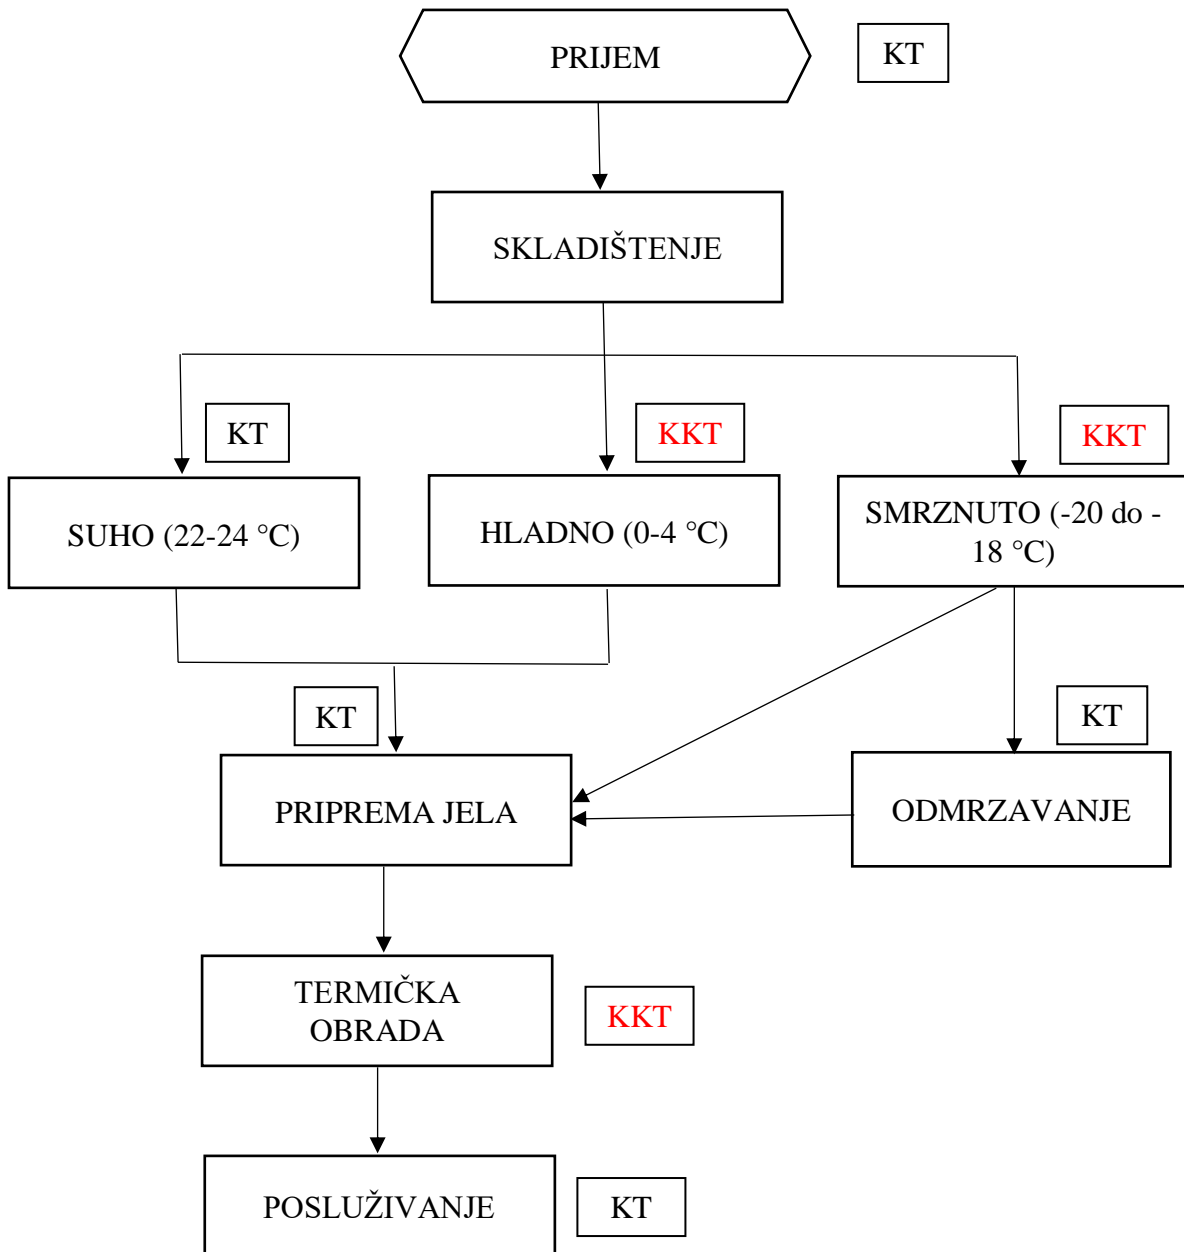 PRIJEM
KT
SKLADIŠTENJE
KT
KKT
KKT
SUHO (22-24 °C)
HLADNO (0-4 °C)
SMRZNUTO (-20 do -
18 °C)
KT
KT
PRIPREMA JELA
ODMRZAVANJE
TERMIČKA
OBRADA
KKT
POSLUŽIVANJE
KT